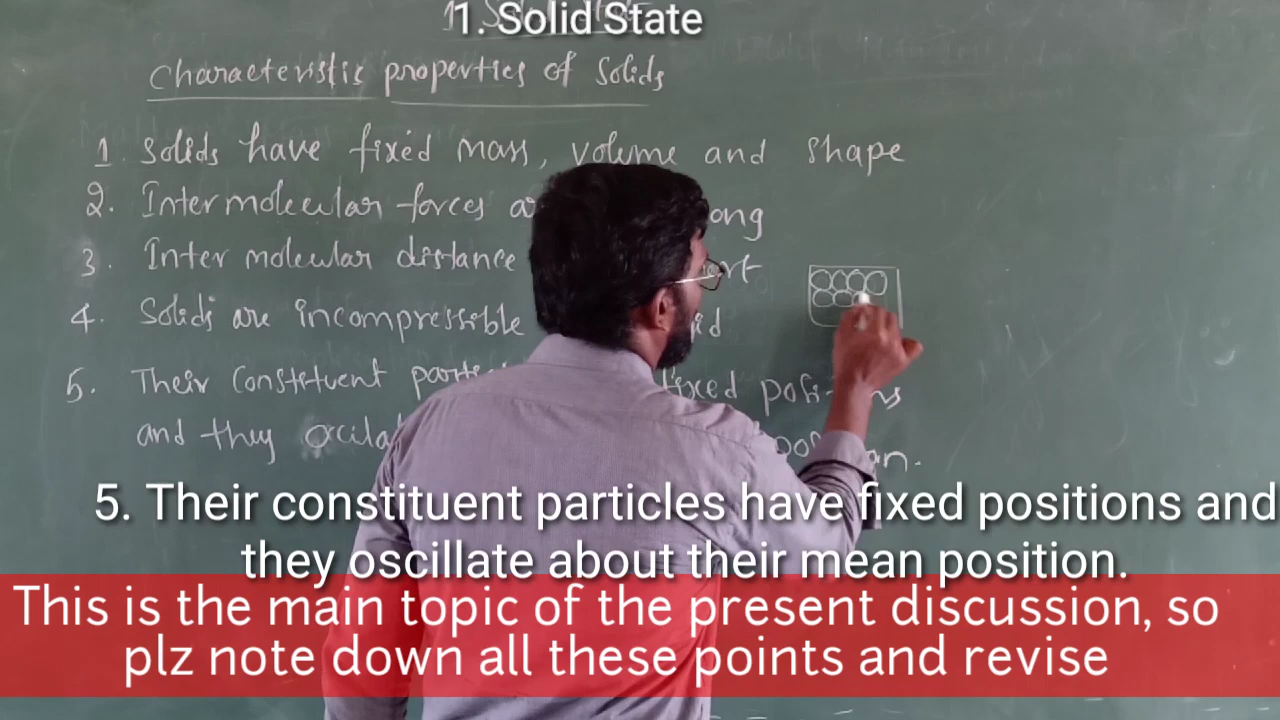 1. Solid State
Characteristic properties of Solids
1. Solids have fixed mass, volume and shape
2. Intermolecular forces
3. Inter molecular distance
4. Solids are incompressible
5. Their Constituent fixed
and they
5. Their constituent particles have fixed positions and
they oscillate about their mean position.
This is the main topic of the present discussion, so
plz note down all these points and revise